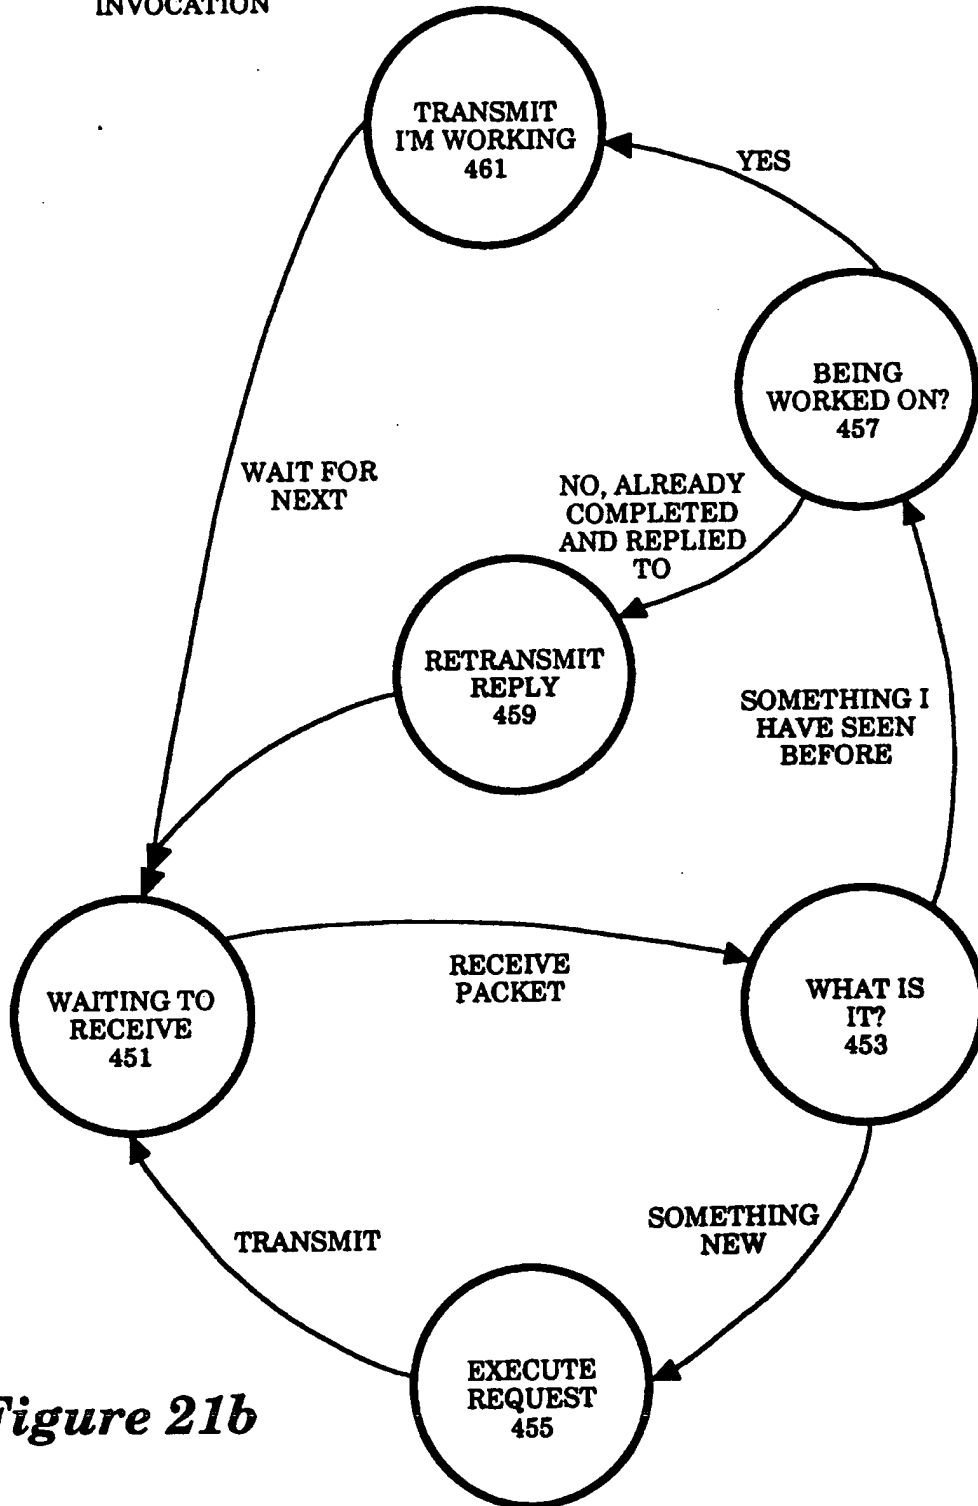 INVOCATION
TRANSMIT
I'M WORKING
461
YES
BEING
WORKED ON?
457
WAIT FOR
NEXT
NO, ALREADY
COMPLETED
AND REPLIED
TO
RETRANSMIT
REPLY
459
SOMETHING I
HAVE SEEN
BEFORE
RECEIVE
PACKET
WAITING TO
RECEIVE
451
WHAT IS
IT?
453
TRANSMIT
SOMETHING
NEW
EXECUTE
REQUEST
455
Figure 21b